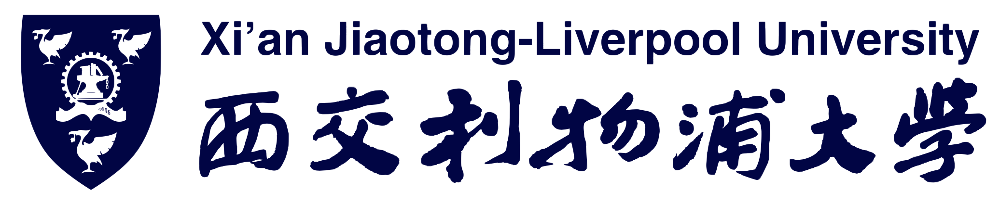 Xi’an Jiaotong-Liverpool University
西交利物浦大学
2006